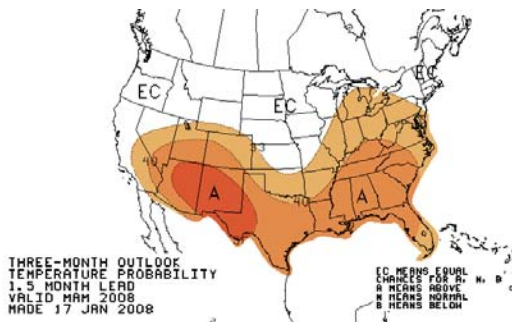 EC
EC
EC
33
40
40
A
A
THREE-MONTH OUTLOOK
TEMPERATURE PROBABILITY
1.5 MONTH LEAD
VALID MAM 2008
MADE 17 JAN 2008
EC MEANS EQUAL
CHANCES FOR A, N, B
A MEANS ABOVE
N MEANS NORMAL
B MEANS BELOW